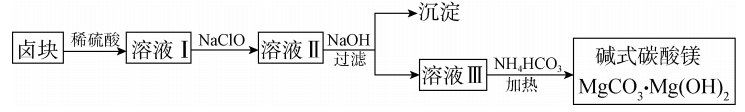 沉淀
卤块 稀硫酸 溶液Ⅰ NaClO 溶液Ⅱ NaOH 过滤
溶液Ⅲ NH₄HCO₃ 加热
碱式碳酸镁
MgCO₃·Mg(OH)₂